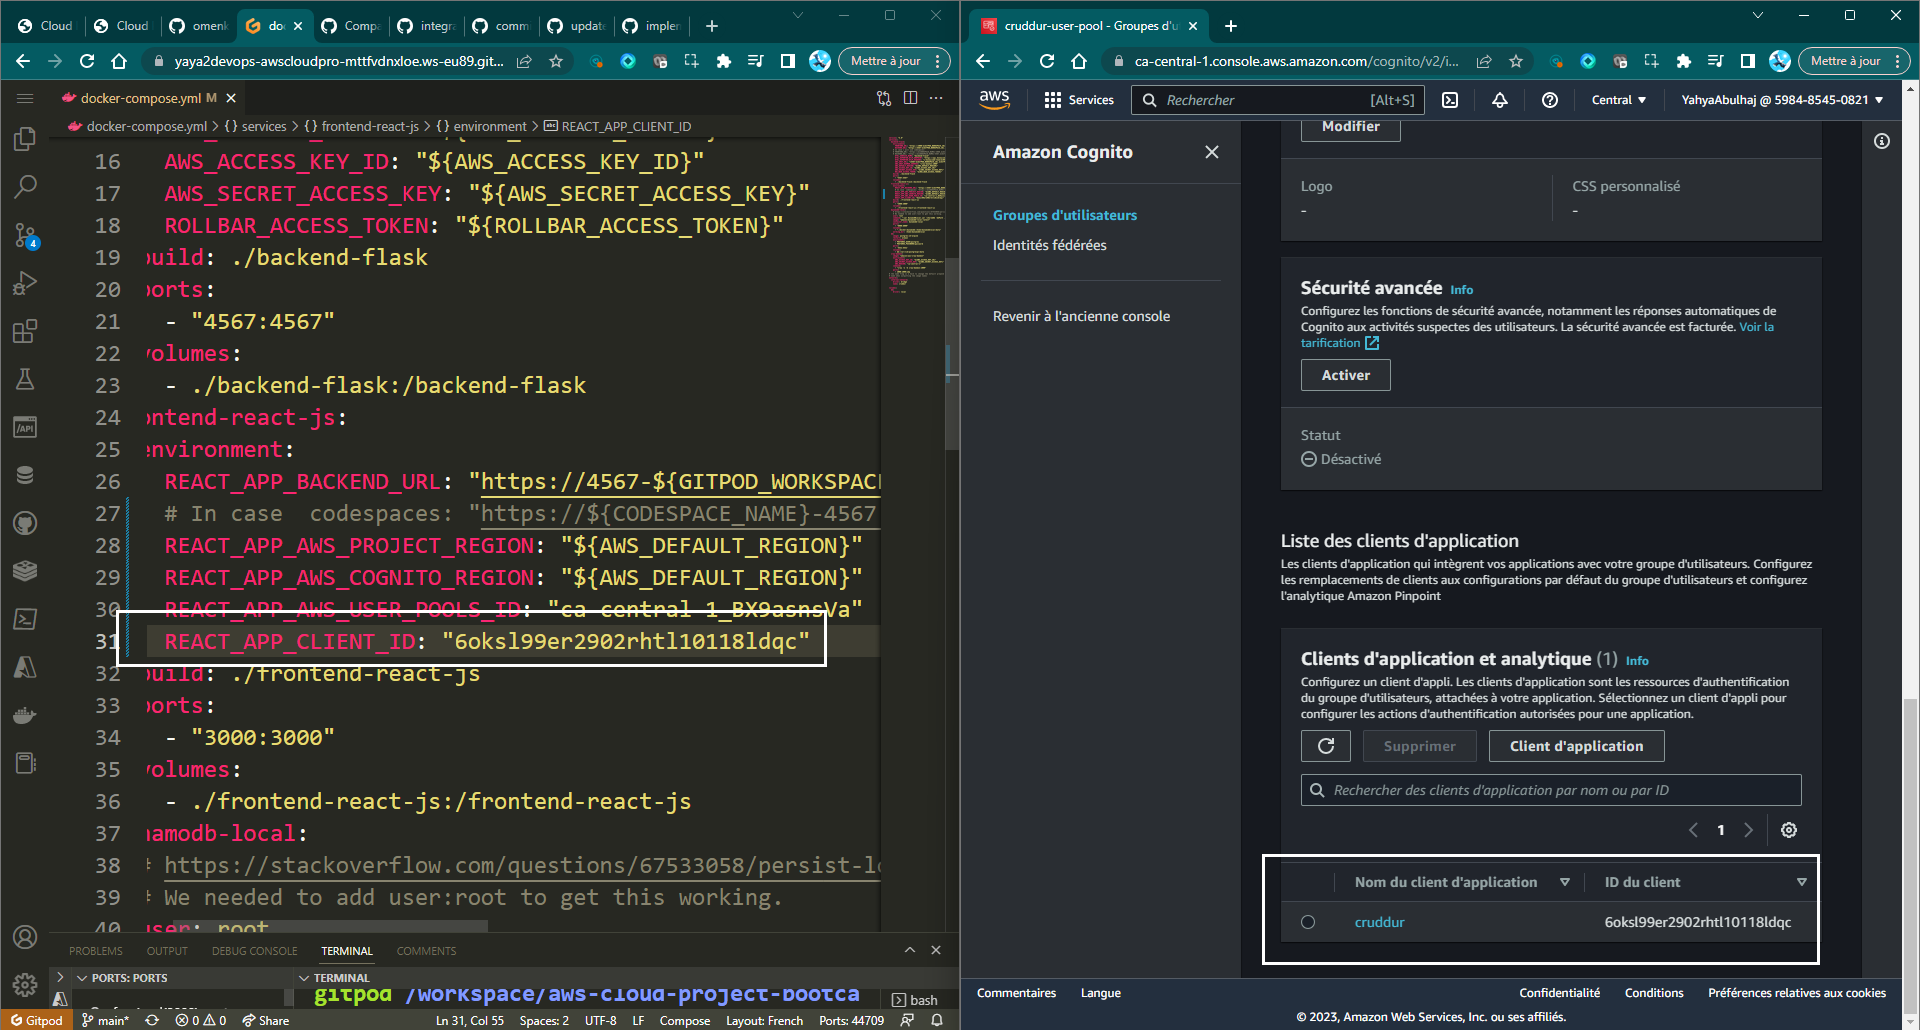 Cloud
Cloud
omenk
doc
Compa
integra
comm
update
implem
yaya2devops-awscloudpro-mttfvdnxloe.ws-eu89.git...
Mettre à jour
docker-compose.yml M
docker-compose.yml > {} services > {} frontend-react-js > {} environment > REACT_APP_CLIENT_ID
16 AWS_ACCESS_KEY_ID: "${AWS_ACCESS_KEY_ID}"
17 AWS_SECRET_ACCESS_KEY: "${AWS_SECRET_ACCESS_KEY}"
18 ROLLBAR_ACCESS_TOKEN: "${ROLLBAR_ACCESS_TOKEN}"
19 build: ./backend-flask
20 ports:
21 - "4567:4567"
22 volumes:
23 - ./backend-flask:/backend-flask
24 ontend-react-js:
25 environment:
26 REACT_APP_BACKEND_URL: "https://4567-${GITPOD_WORKSPAC
27 # In case codespaces: "https://${CODESPACE_NAME}-4567
28 REACT_APP_AWS_PROJECT_REGION: "${AWS_DEFAULT_REGION}"
29 REACT_APP_AWS_COGNITO_REGION: "${AWS_DEFAULT_REGION}"
30 REACT_APP_AWS_USER_POOLS_ID: "ca-central-1_BX9asnsVa"
31 REACT_APP_CLIENT_ID: "6oksl99er2902rhtl10118ldqc"
32 build: ./frontend-react-js
33 ports:
34 - "3000:3000"
35 volumes:
36 - ./frontend-react-js:/frontend-react-js
37 namodb-local:
38 # https://stackoverflow.com/questions/67533058/persist-lo
39 # We needed to add user:root to get this working.
40 user: root
PROBLEMS
OUTPUT
DEBUG CONSOLE
TERMINAL
COMMENTS
PORTS: PORTS
TERMINAL
gitpod /workspace/aws-cloud-project-bootca
bash
Gitpod
main*
0
0
Share
Ln 31, Col 55
Spaces: 2
UTF-8
LF
Compose
Layout: French
Ports: 44709
4
/API
cruddur-user-pool - Groupes d'u
ca-central-1.console.aws.amazon.com/cognito/v2/i...
Mettre à jour
aws
Services
Rechercher
[Alt+S]
Central
YahyaAbulhaj @ 5984-8545-0821
Amazon Cognito
Groupes d'utilisateurs
Identités fédérées
Revenir à l'ancienne console
Modifier
Logo
-
CSS personnalisé
-
Sécurité avancée Info
Configurez les fonctions de sécurité avancée, notamment les réponses automatiques de
Cognito aux activités suspectes des utilisateurs. La sécurité avancée est facturée. Voir la
tarification
Activer
Statut
Désactivé
Liste des clients d'application
Les clients d'application qui intègrent vos applications avec votre groupe d'utilisateurs. Configurez
les remplacements de clients aux configurations par défaut du groupe d'utilisateurs et configurez
l'analytique Amazon Pinpoint
Clients d'application et analytique (1) Info
Configurez un client d'appli. Les clients d'application sont les ressources d'authentification
du groupe d'utilisateurs, attachées à votre application. Sélectionnez un client d'appli pour
configurer les actions d'authentification autorisées pour une application.
Supprimer
Client d'application
Rechercher des clients d'application par nom ou par ID
1
Nom du client d'application
ID du client
cruddur
6oksl99er2902rhtl10118ldqc
Commentaires
Langue
Confidentialité
Conditions
Préférences relatives aux cookies
© 2023, Amazon Web Services, Inc. ou ses affiliés.